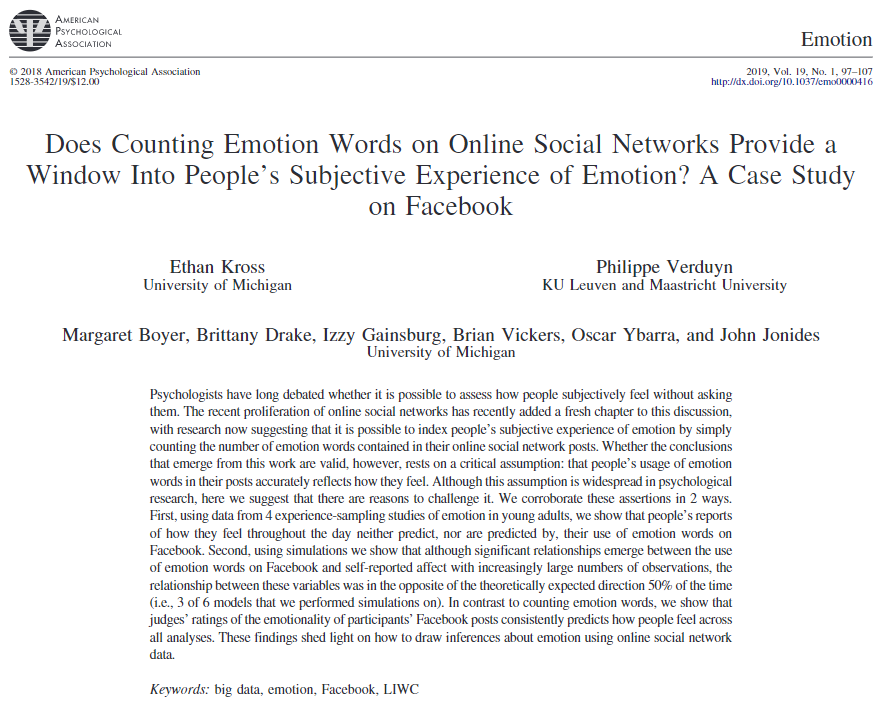 AMERICAN
PSYCHOLOGICAL
ASSOCIATION
Emotion
© 2018 American Psychological Association
1528-3542/19/$12.00
2019, Vol. 19, No. 1, 97–107
http://dx.doi.org/10.1037/emo0000416
Does Counting Emotion Words on Online Social Networks Provide a
Window Into People’s Subjective Experience of Emotion? A Case Study
on Facebook
Ethan Kross
University of Michigan
Philippe Verduyn
KU Leuven and Maastricht University
Margaret Boyer, Brittany Drake, Izzy Gainsburg, Brian Vickers, Oscar Ybarra, and John Jonides
University of Michigan
Psychologists have long debated whether it is possible to assess how people subjectively feel without asking
them. The recent proliferation of online social networks has recently added a fresh chapter to this discussion,
with research now suggesting that it is possible to index people’s subjective experience of emotion by simply
counting the number of emotion words contained in their online social network posts. Whether the conclusions
that emerge from this work are valid, however, rests on a critical assumption: that people’s usage of emotion
words in their posts accurately reflects how they feel. Although this assumption is widespread in psychological
research, here we suggest that there are reasons to challenge it. We corroborate these assertions in 2 ways.
First, using data from 4 experience-sampling studies of emotion in young adults, we show that people’s reports
of how they feel throughout the day neither predict, nor are predicted by, their use of emotion words on
Facebook. Second, using simulations we show that although significant relationships emerge between the use
of emotion words on Facebook and self-reported affect with increasingly large numbers of observations, the
relationship between these variables was in the opposite of the theoretically expected direction 50% of the time
(i.e., 3 of 6 models that we performed simulations on). In contrast to counting emotion words, we show that
judges’ ratings of the emotionality of participants’ Facebook posts consistently predicts how people feel across
all analyses. These findings shed light on how to draw inferences about emotion using online social network
data.
Keywords: big data, emotion, Facebook, LIWC